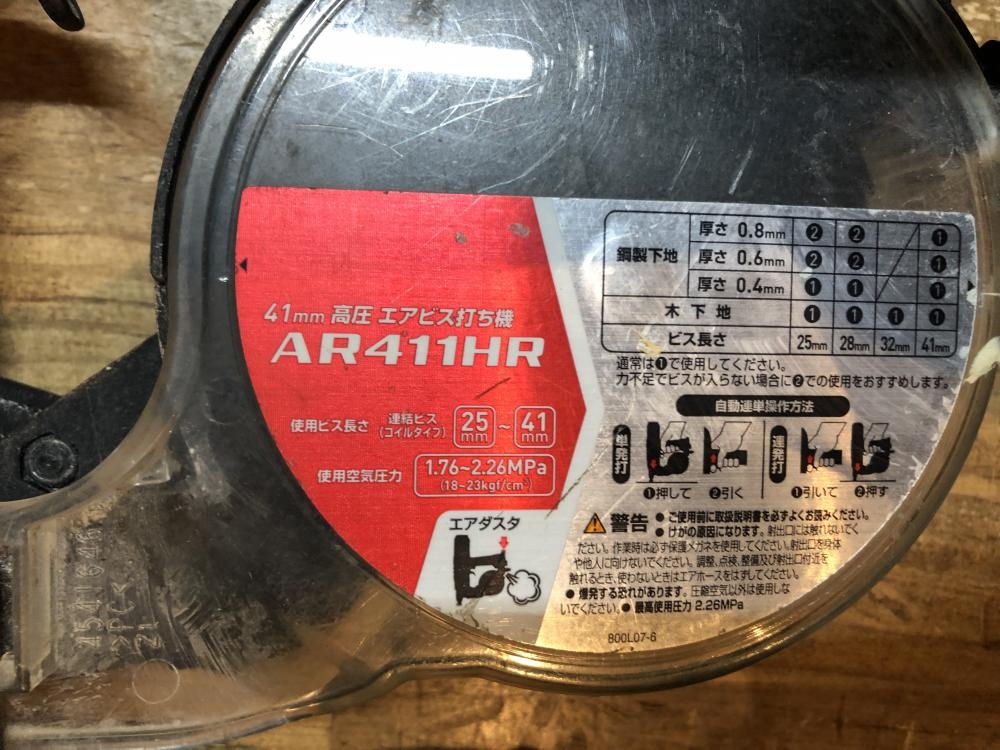 41mm 高圧 エアビス打ち機
AR411HR
使用ビス長さ 連結ビス (コイルタイプ) 25mm ~ 41mm
使用空気圧力 1.76~2.26MPa
(18~23kgf/cm²)
エアダスタ
鋼製下地 厚さ 0.8mm ❷ ❷ ❶
厚さ 0.6mm ❷ ❷ ❶
厚さ 0.4mm ❶ ❶ ❶
木下地 ❶ ❶ ❶ ❶
ビス長さ 25mm 28mm 32mm 41mm
通常は❶で使用してください。
力不足でビスが入らない場合に❷での使用をおすすめします。
自動連単操作方法
単発打 ❶押して ❷引く
連発打 ❶引いて ❷押す
⚠警告 ● ご使用前に取扱説明書を必ずよくお読みください。
● けがの原因になります。射出口には触れないでく
ださい。作業時は必ず保護メガネを使用してください。射出口を身体
や他人に向けないでください。調整、点検、整備及び射出口付近を
触れるとき、使わないときはエアホースをはずしてください。
● 爆発する恐れがあります。圧縮空気以外は使用しな
いでください。● 最高使用圧力 2.26MPa
B00L07-6
>PC<
21